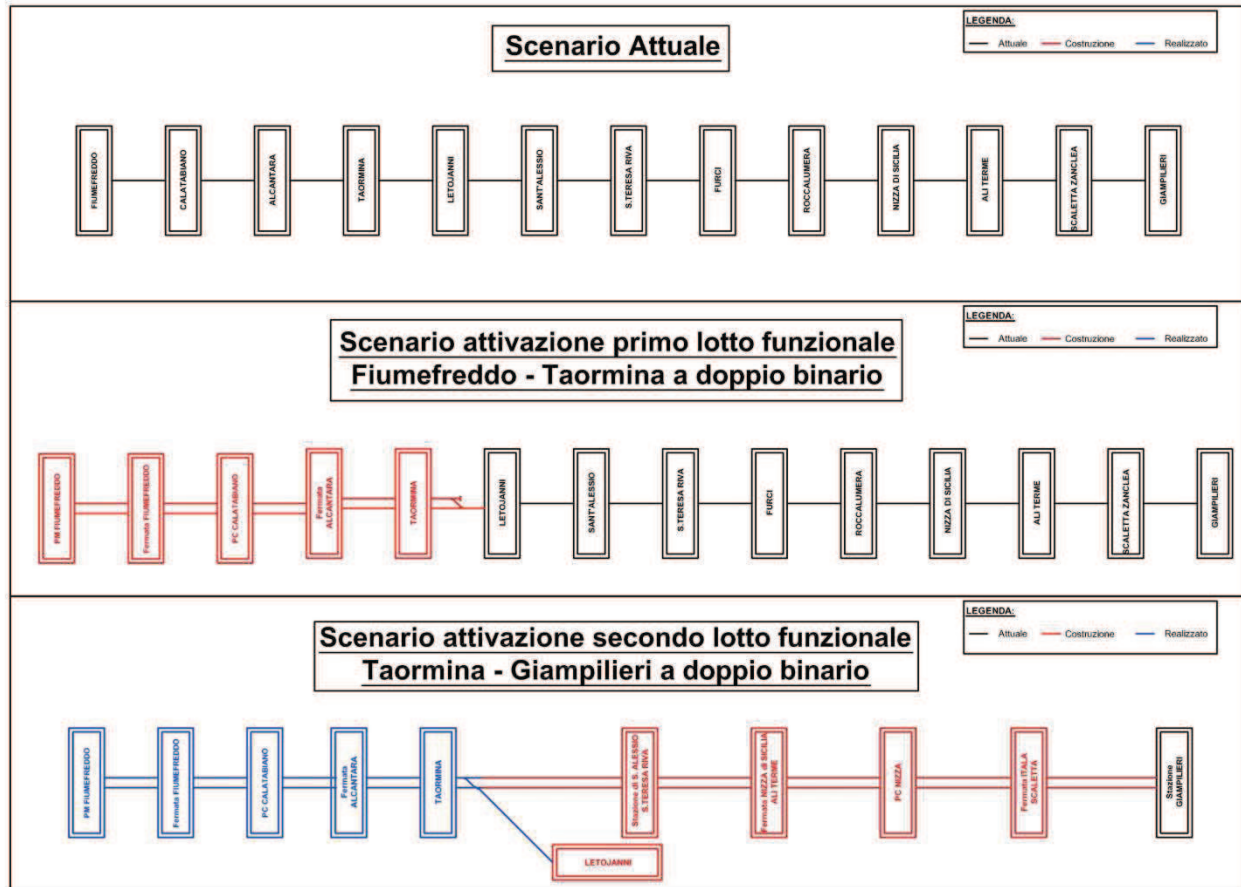 Scenario Attuale
LEGENDA:
Attuale Costruzione Realizzato
FIUMEFREDDO
CALATABIANO
ALCANTARA
TAORMINA
LETOJANNI
SANT'ALESSIO
S.TERESA RIVA
FURCI
ROCCALUMERA
NIZZA DI SICILIA
ALI TERME
SCALETTA ZANCLEA
GIAMPILIERI
Scenario attivazione primo lotto funzionale
Fiumefreddo - Taormina a doppio binario
LEGENDA:
Attuale Costruzione Realizzato
PM FIUMEFREDDO
Fermata FIUMEFREDDO
PC CALATABIANO
Fermata
ALCANTARA
TAORMINA
LETOJANNI
SANT'ALESSIO
S.TERESA RIVA
FURCI
ROCCALUMERA
NIZZA DI SICILIA
ALI TERME
SCALETTA ZANCLEA
GIAMPILIERI
Scenario attivazione secondo lotto funzionale
Taormina - Giampilieri a doppio binario
LEGENDA:
Attuale Costruzione Realizzato
PM FIUMEFREDDO
Fermata FIUMEFREDDO
PC CALATABIANO
Fermata
ALCANTARA
TAORMINA
LETOJANNI
Stazione di S. ALESSIO
S.TERESA RIVA
Fermata NIZZA di SICILIA
ALI TERME
PC NIZZA
Fermata ITALA
SCALETTA
Stazione
GIAMPILIERI